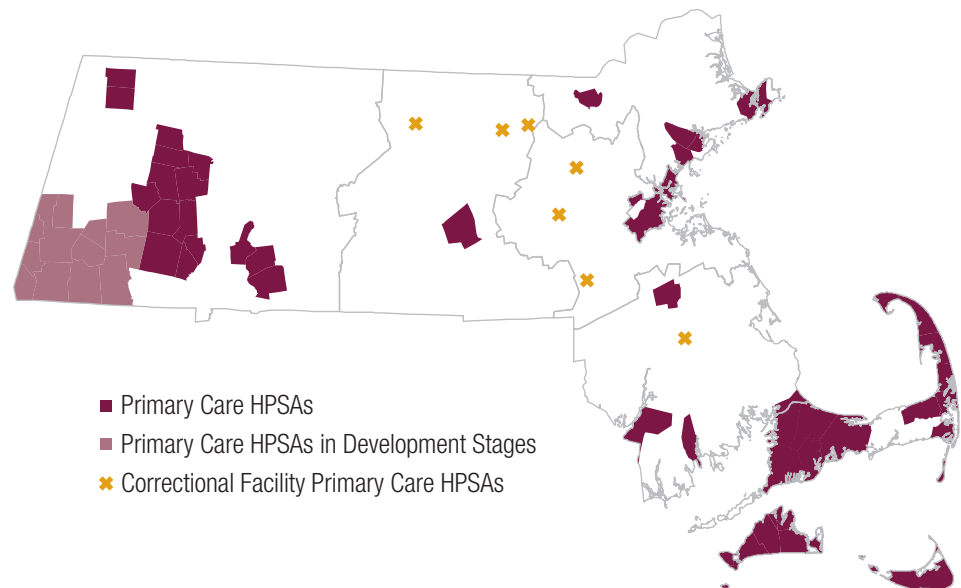 Primary Care HPSAs
Primary Care HPSAs in Development Stages
Correctional Facility Primary Care HPSAs